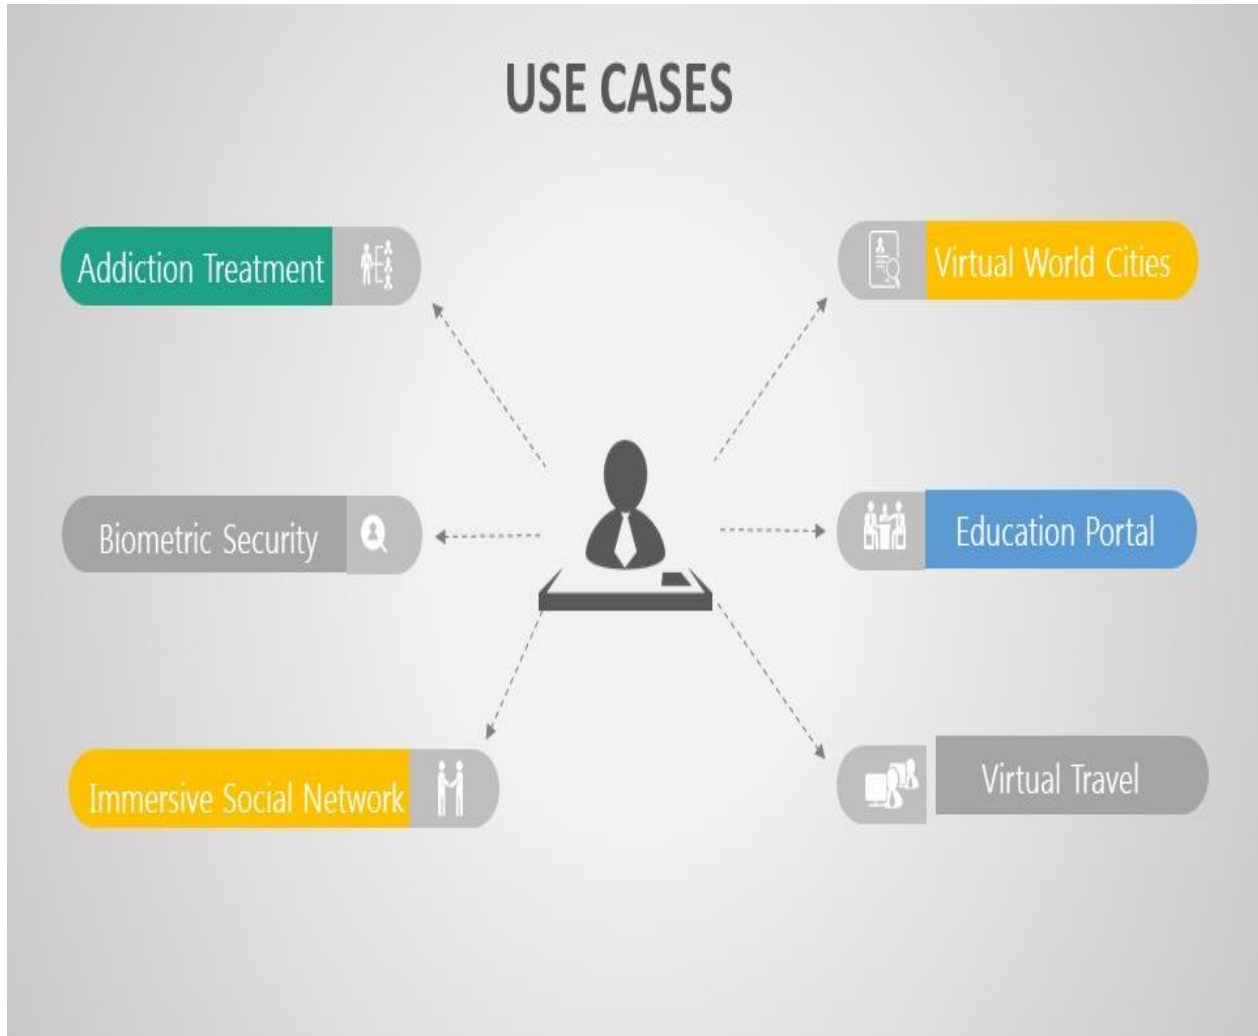 USE CASES
Addiction Treatment
Virtual World Cities
Biometric Security
Education Portal
Immersive Social Network
Virtual Travel